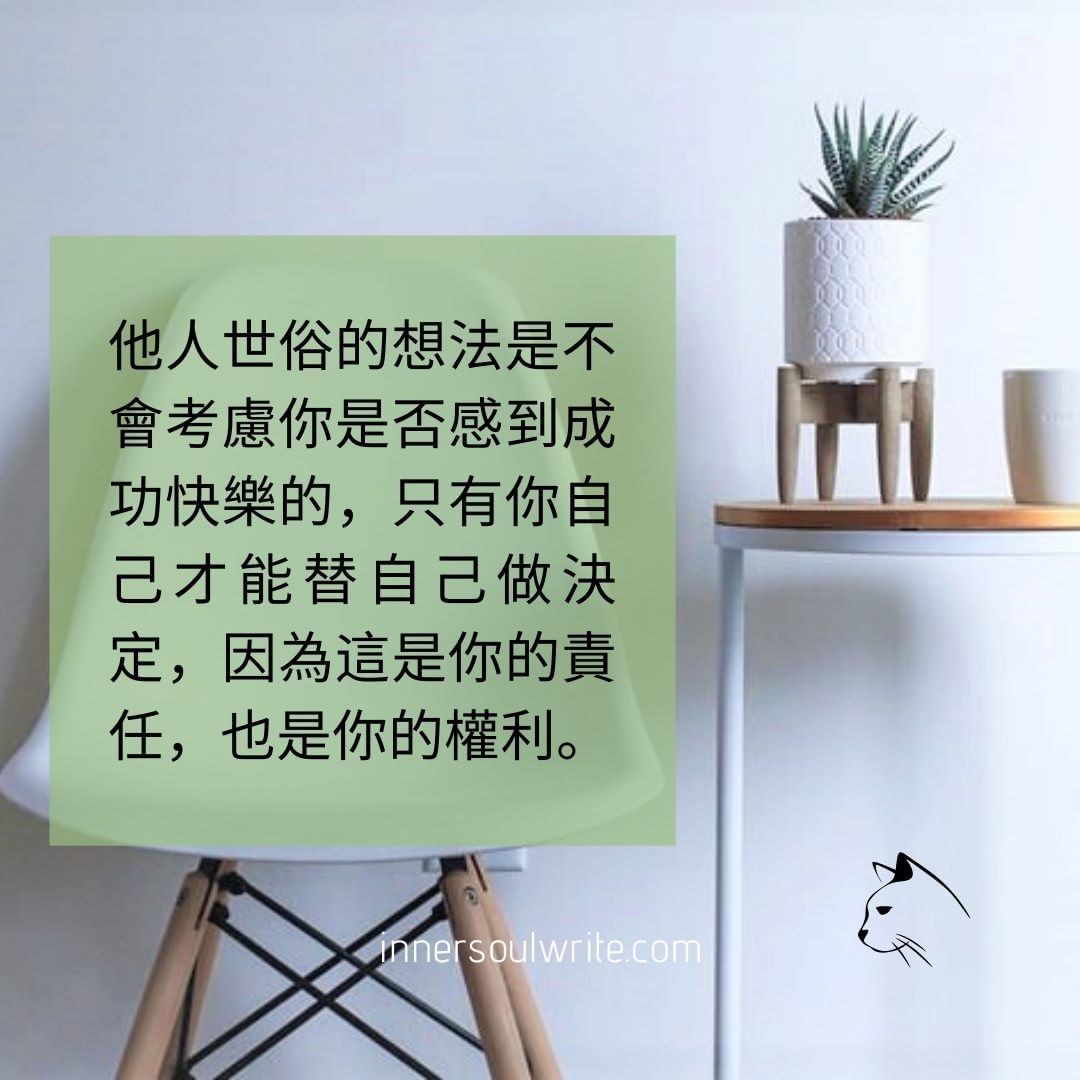 他人世俗的想法是不
會考慮你是否感到成
功快樂的，只有你自
己才能替自己做決
定，因為這是你的責
任，也是你的權利。
innersoulwrite.com